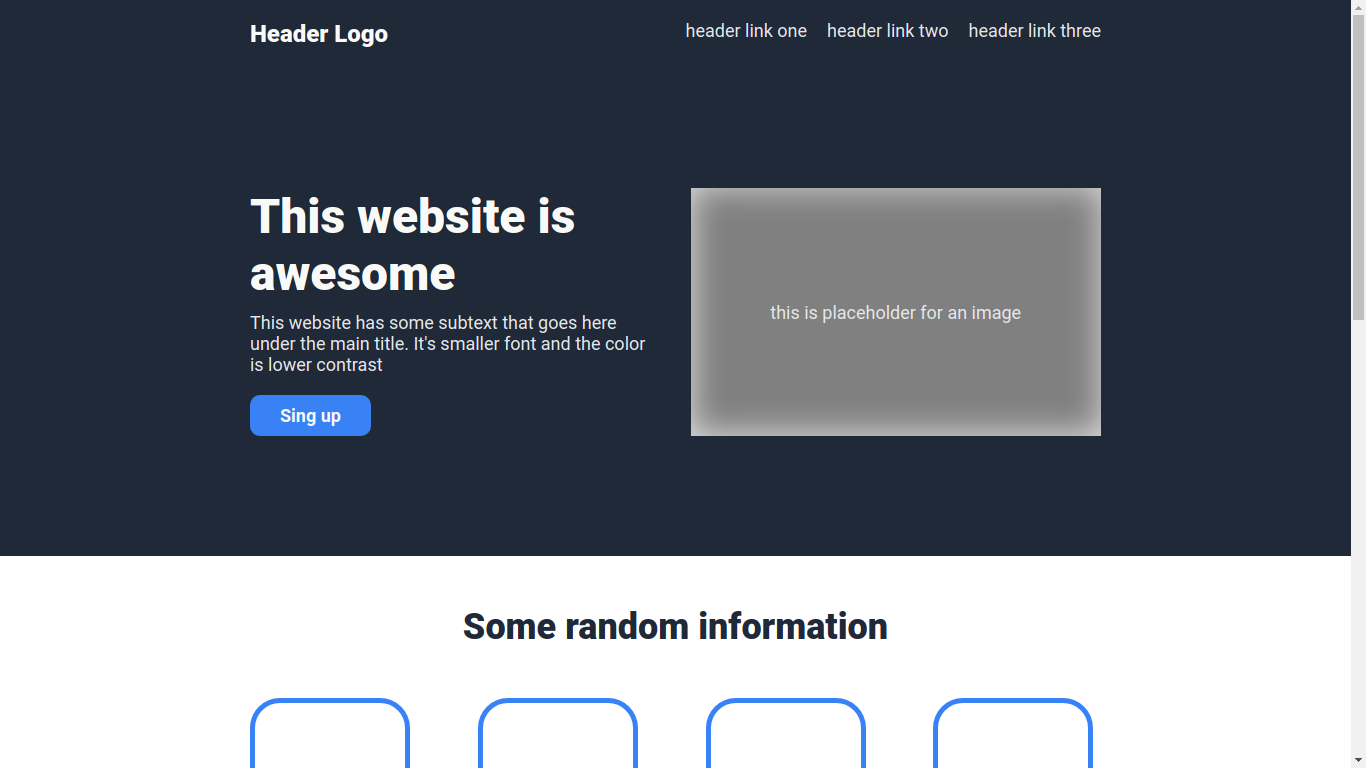 Header Logo
header link one
header link two
header link three
This website is
awesome
This website has some subtext that goes here
under the main title. It's smaller font and the color
is lower contrast
Sing up
this is placeholder for an image
Some random information